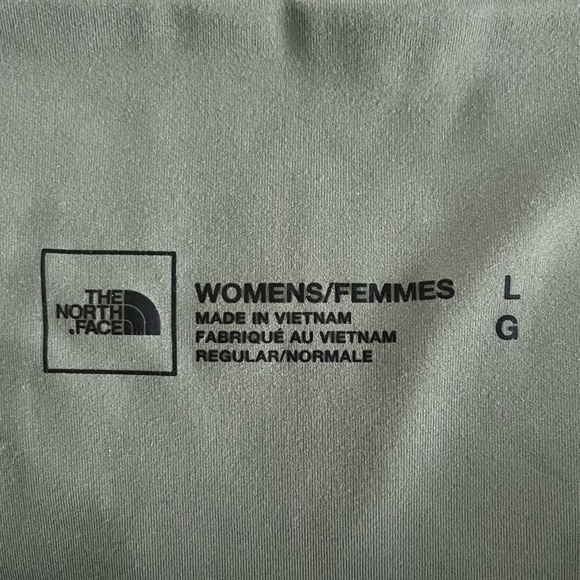 THE
NORTH
FACE
WOMENS/FEMMES
MADE IN VIETNAM
FABRIQUÉ AU VIETNAM
REGULAR/NORMALE
L
G